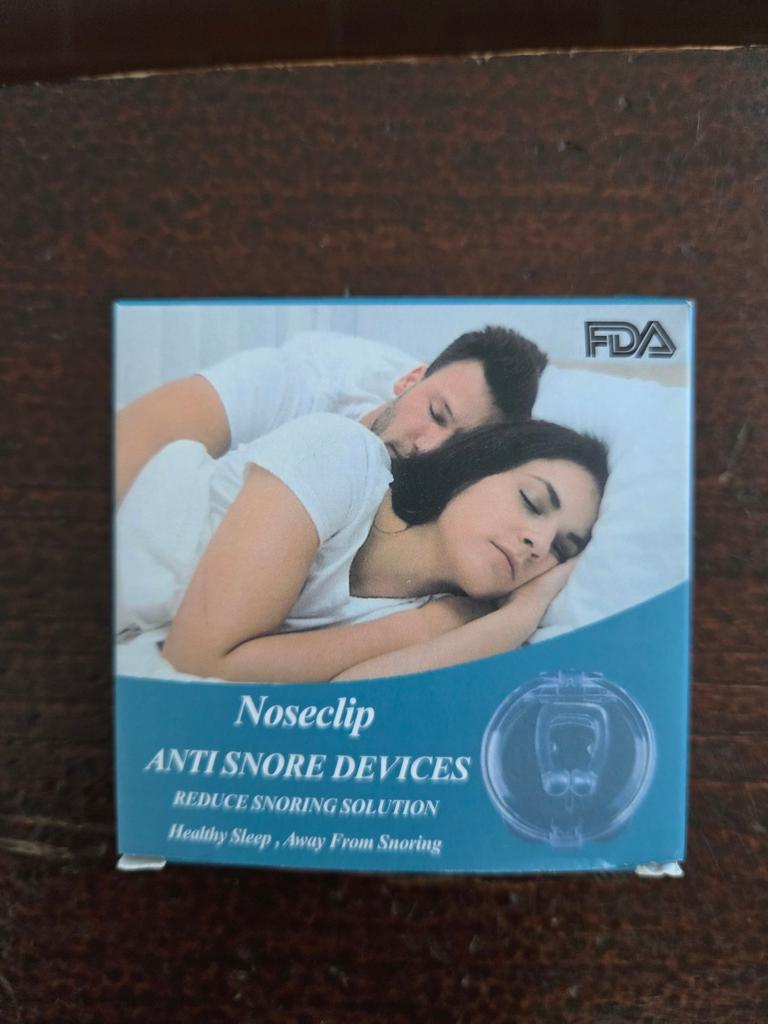 FDA
Noseclip
ANTI SNORE DEVICES
REDUCE SNORING SOLUTION
Healthy Sleep , Away From Snoring